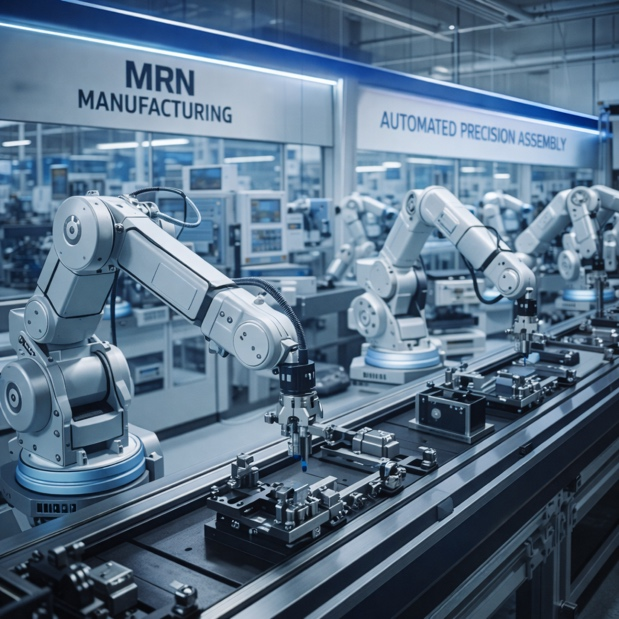 MRN
MANUFACTURING
AUTOMATED PRECISION ASSEMBLY